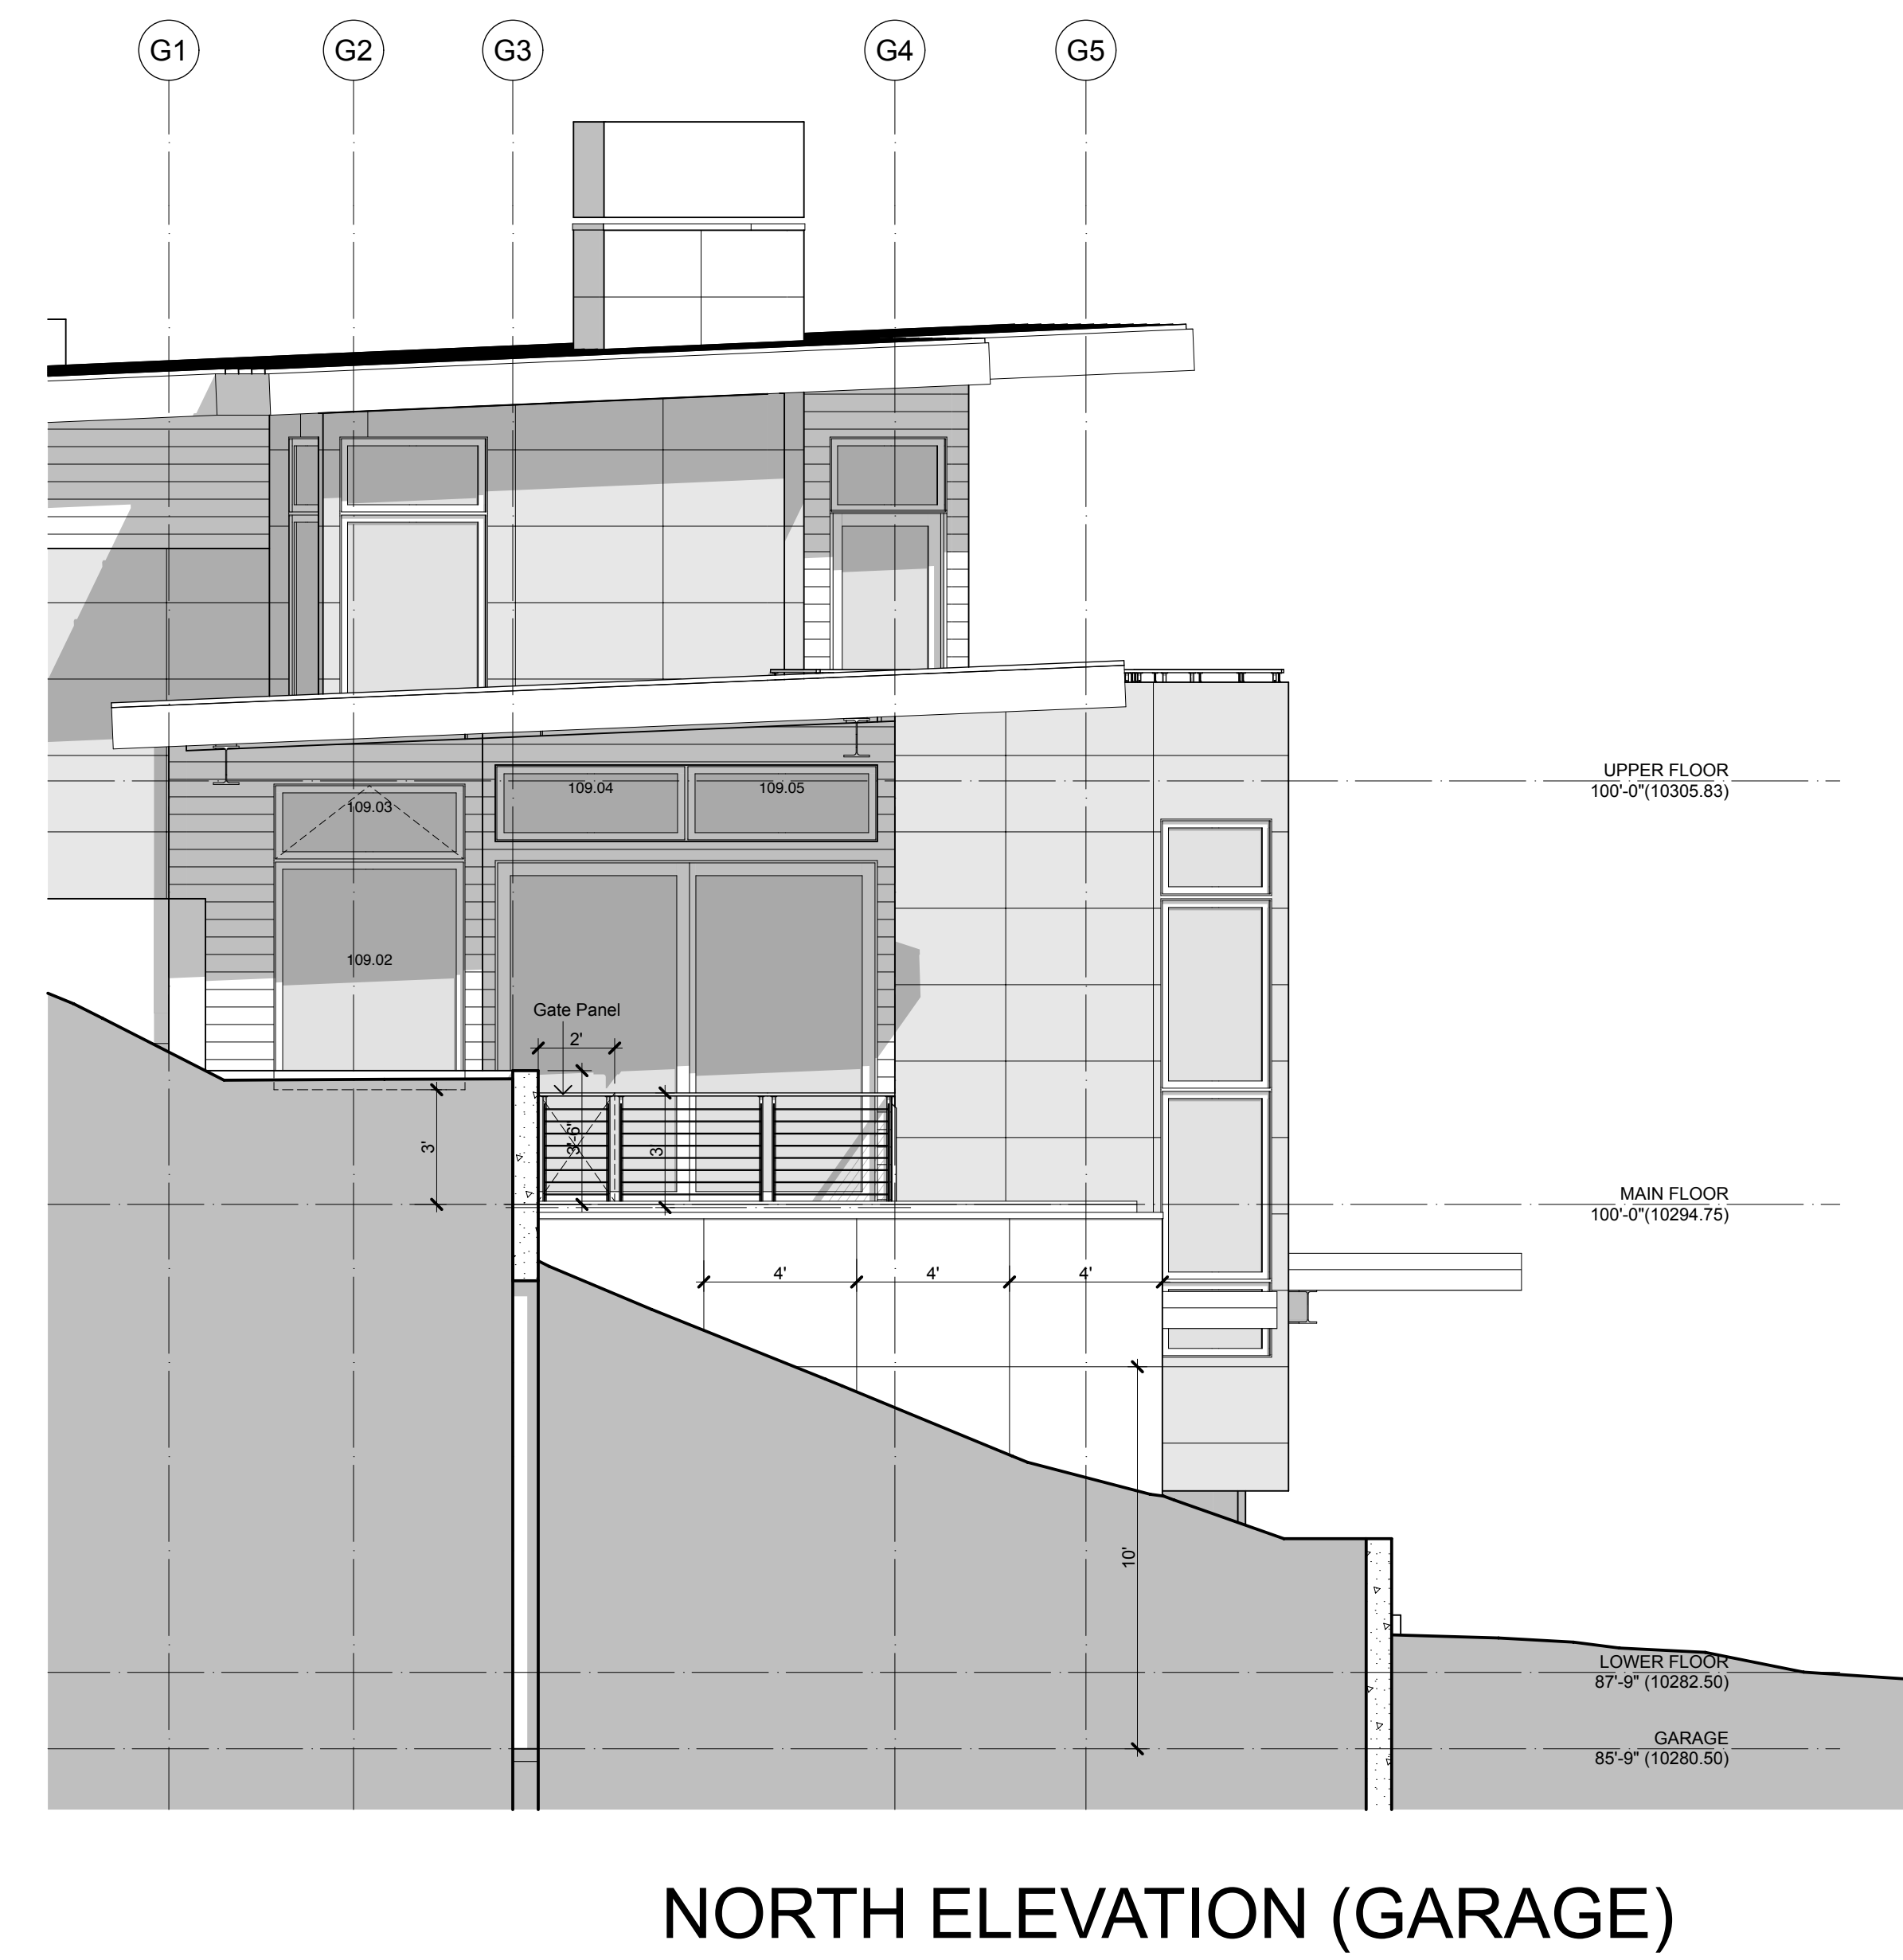 G1 G2 G3 G4 G5
UPPER FLOOR
100'-0"(10305.83)
109.04 109.05
109.03
109.02
Gate Panel
2'
3'
3'-6"
3'
MAIN FLOOR
100'-0"(10294.75)
4' 4' 4'
10'
LOWER FLOOR
87'-9" (10282.50)
GARAGE
85'-9" (10280.50)
NORTH ELEVATION (GARAGE)